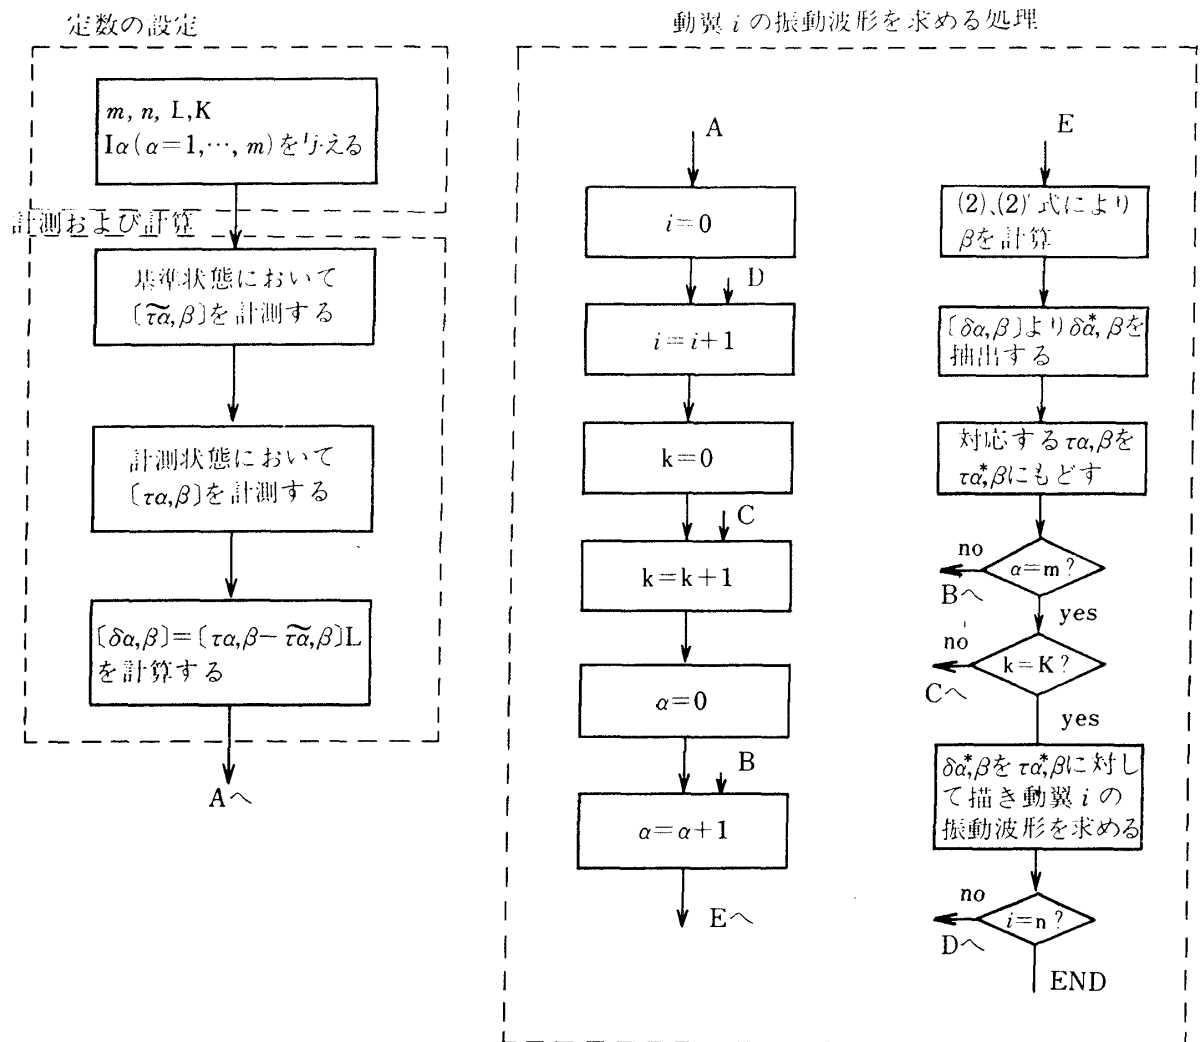 定数の設定
m, n, L,K
Iα(α=1,…, m)を与える
計測および計算
基準状態において
〔τ̃α,β〕を計測する
計測状態において
〔τα,β〕を計測する
〔δα,β〕=〔τα,β− τ̃α,β〕L
を計算する
Aへ
動翼 i の振動波形を求める処理
A
i=0
D
i=i+1
k=0
C
k=k+1
α=0
B
α=α+1
Eへ
E
(2)、(2)′式により
βを計算
〔δα,β〕よりδα*,βを
抽出する
対応するτα,βを
τα*,βにもどす
no
α=m?
Bへ
yes
no
k=K?
Cへ
yes
δα*,βをτα*,βに対し
て描き動翼 i の
振動波形を求める
no
i=n?
Dへ
END